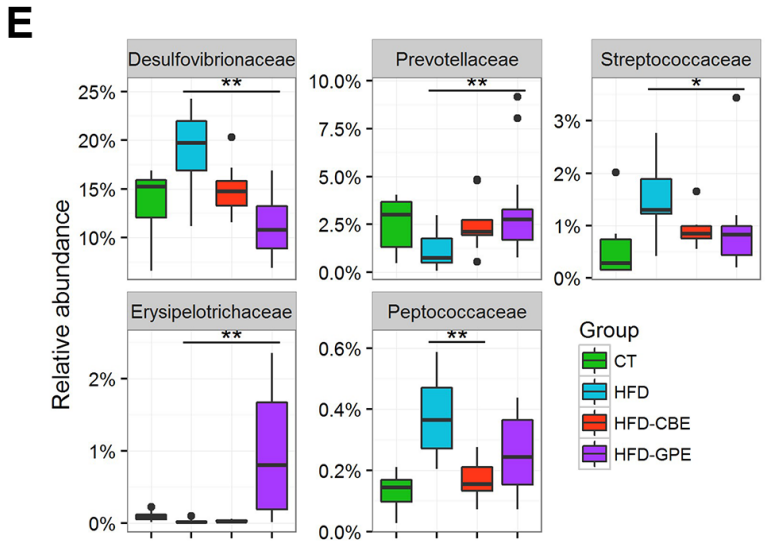 E
Desulfovibrionaceae
Prevotellaceae
Streptococcaceae
**
**
*
25%
20%
15%
10%
10.0%
7.5%
5.0%
2.5%
0.0%
3%
2%
1%
0%
Relative abundance
Erysipelotrichaceae
Peptococcaceae
**
**
2%
1%
0%
0.6%
0.4%
0.2%
0.0%
Group
CT
HFD
HFD-CBE
HFD-GPE